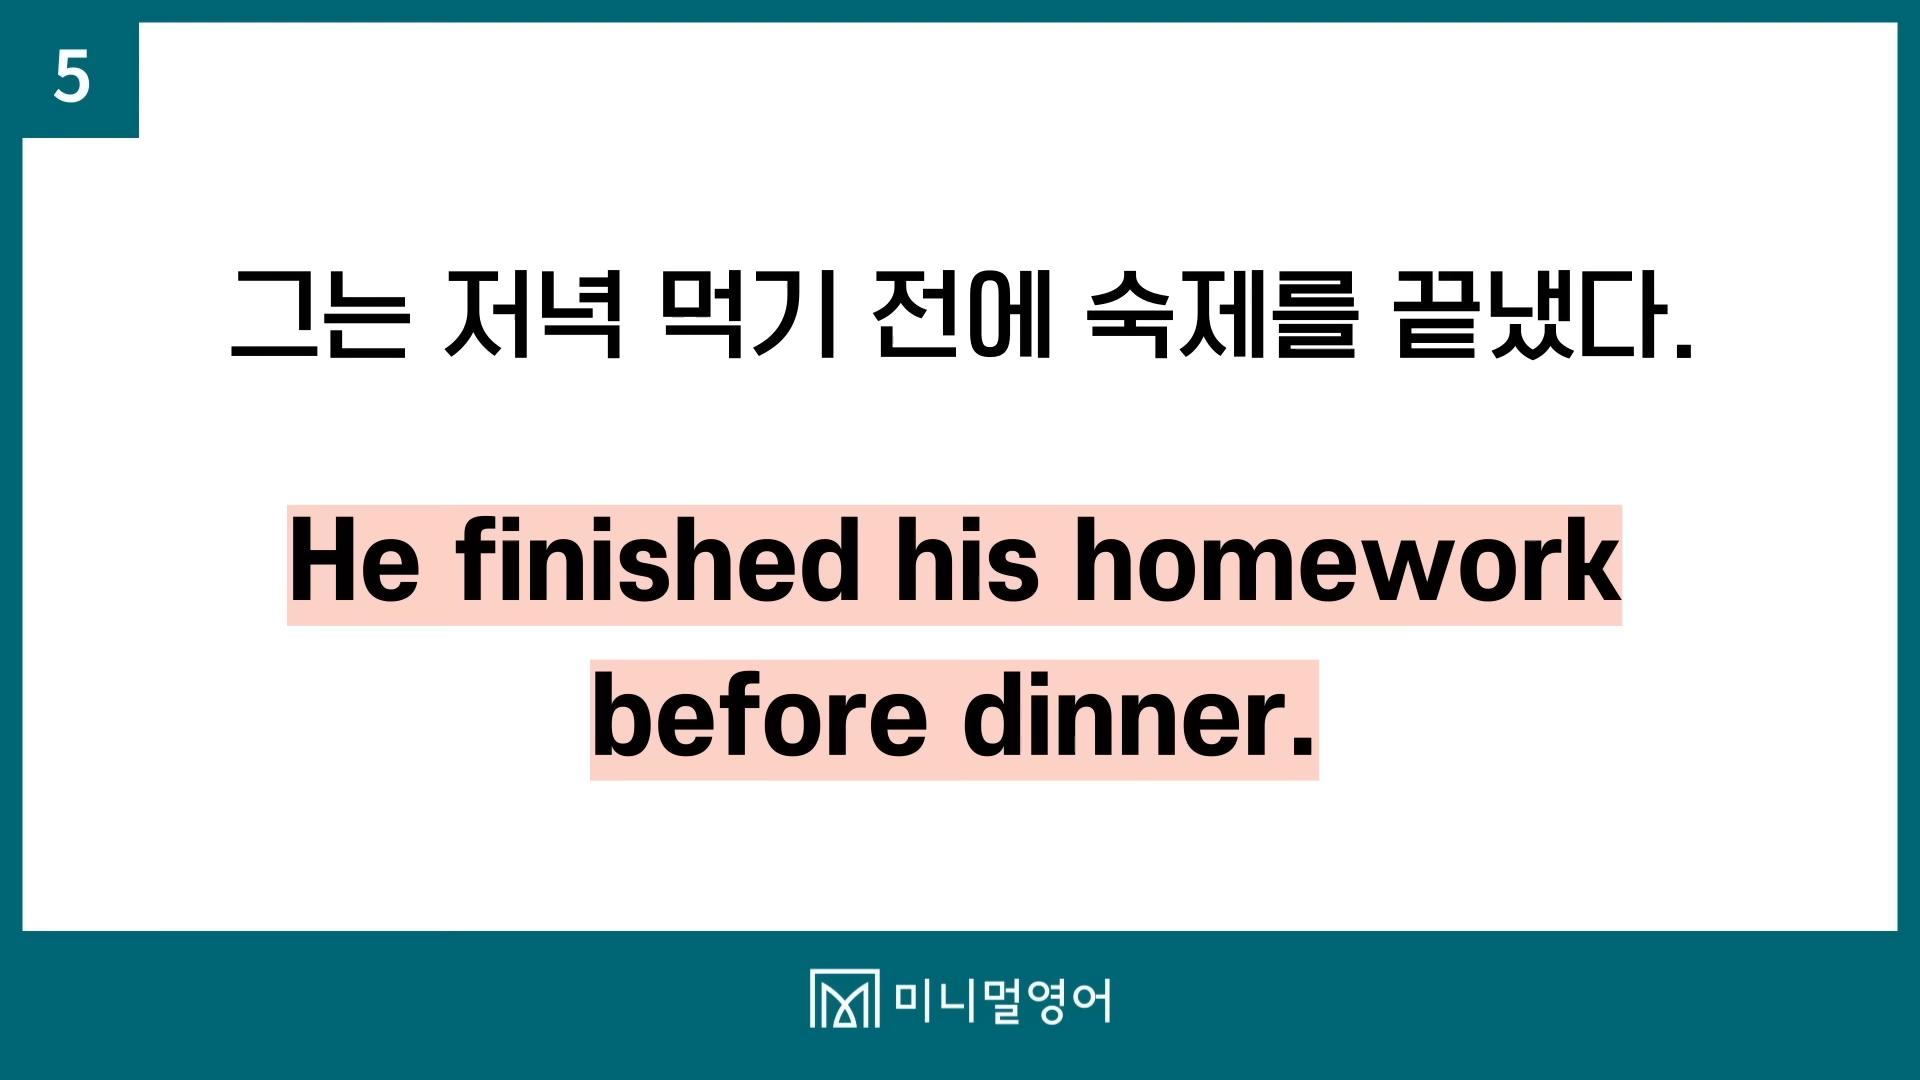 5
그는 저녁 먹기 전에 숙제를 끝냈다.
He finished his homework
before dinner.
미니멀영어